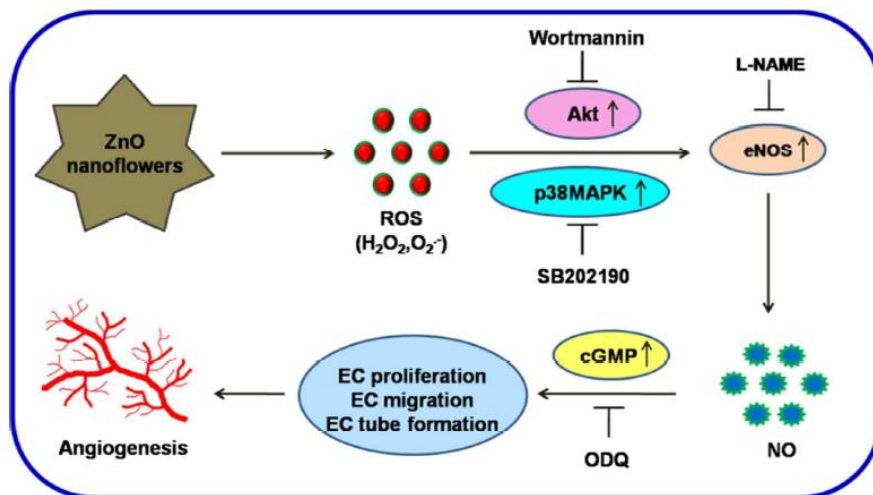 Wortmannin
L-NAME
ZnO
nanoflowers
Akt ↑
eNOS ↑
p38MAPK ↑
ROS
(H₂O₂,O₂·-)
SB202190
cGMP ↑
EC proliferation
EC migration
EC tube formation
Angiogenesis
ODQ
NO